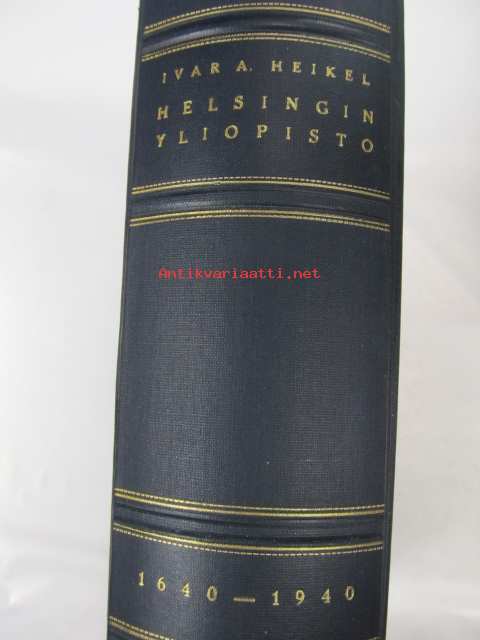 IVAR A. HEIKEL
HELSINGIN
YLIOPISTO
Antikvariaatti.net
1640—1940